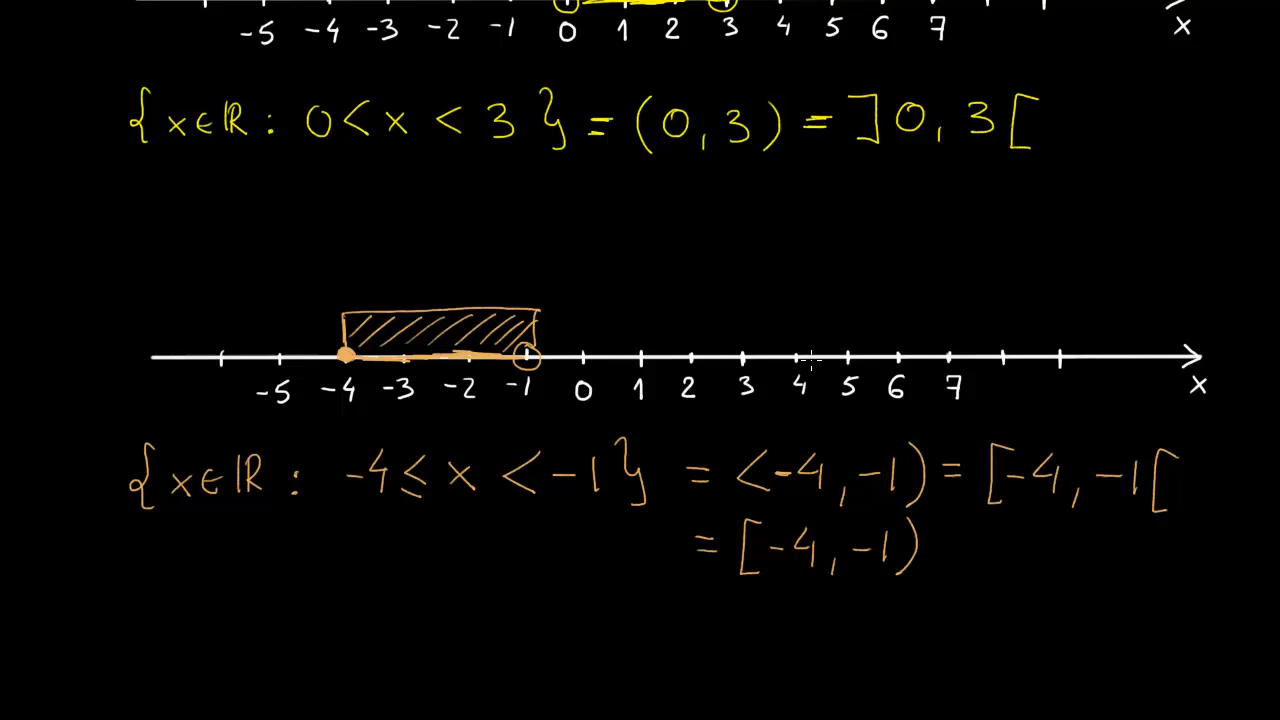 -5 -4 -3 -2 -1 0 1 2 3 4 5 6 7 x
{x∈ℝ: 0 < x < 3} = (0, 3) = ]0, 3[
-5 -4 -3 -2 -1 0 1 2 3 4 5 6 7 x
{x∈ℝ: -4 ≤ x < -1} = <-4, -1) = [-4, -1[
= [-4, -1)